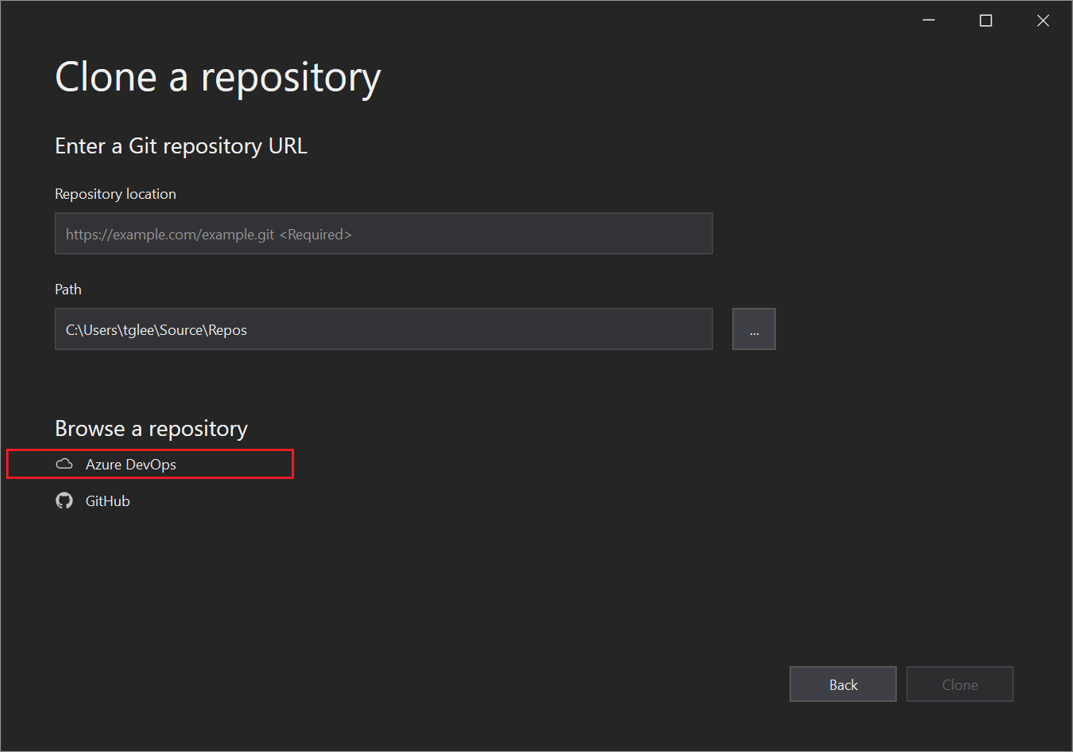 Clone a repository
Enter a Git repository URL
Repository location
https://example.com/example.git <Required>
Path
C:\Users\tglee\Source\Repos
...
Browse a repository
Azure DevOps
GitHub
Back
Clone